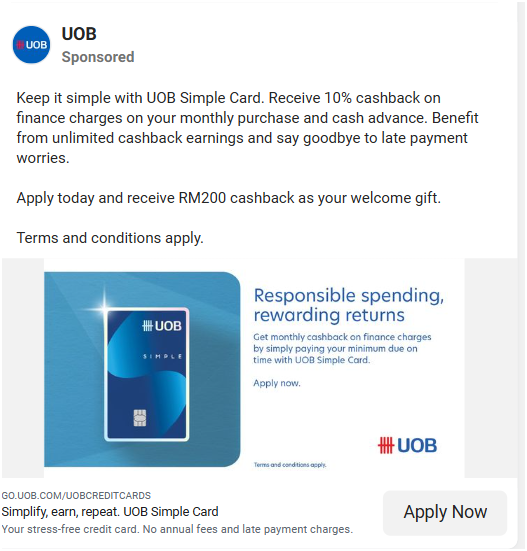 UOB
UOB
Sponsored
Keep it simple with UOB Simple Card. Receive 10% cashback on
finance charges on your monthly purchase and cash advance. Benefit
from unlimited cashback earnings and say goodbye to late payment
worries.
Apply today and receive RM200 cashback as your welcome gift.
Terms and conditions apply.
UOB
SIMPLE
Responsible spending,
rewarding returns
Get monthly cashback on finance charges
by simply paying your minimum due on
time with UOB Simple Card.
Apply now.
UOB
Terms and conditions apply.
GO.UOB.COM/UOBCREDITCARDS
Simplify, earn, repeat. UOB Simple Card
Your stress-free credit card. No annual fees and late payment charges.
Apply Now